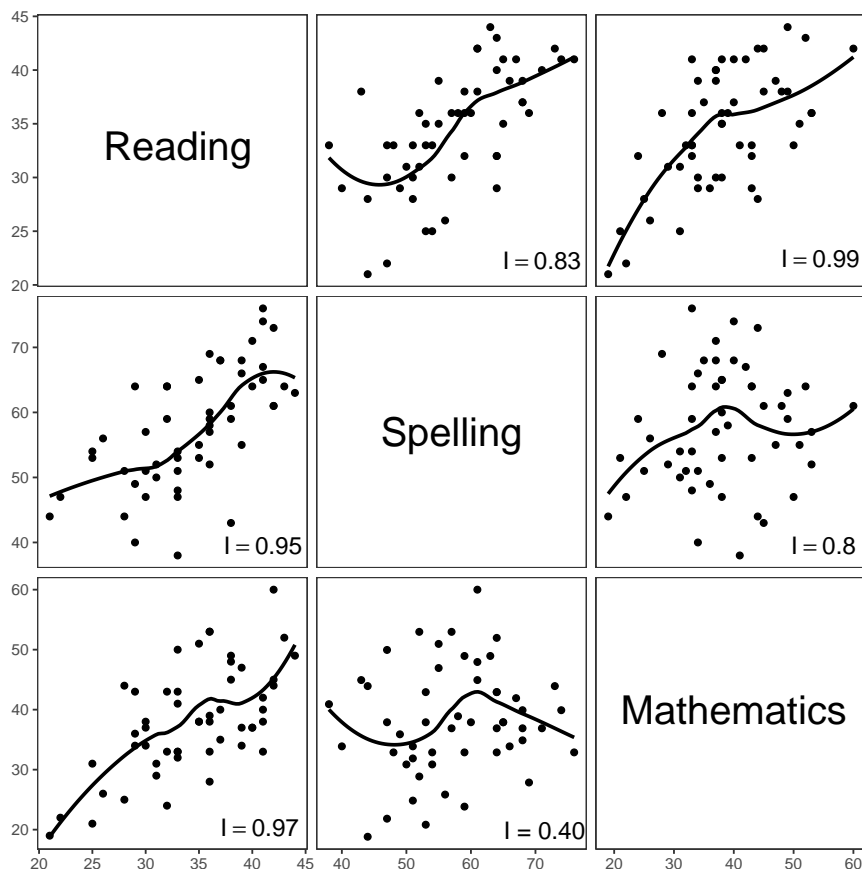 45
40
35
30
25
20
Reading
I = 0.83
I = 0.99
70
60
50
40
I = 0.95
Spelling
I = 0.8
60
50
40
30
20
I = 0.97
I = 0.40
Mathematics
20 25 30 35 40 45 40 50 60 70 20 30 40 50 60